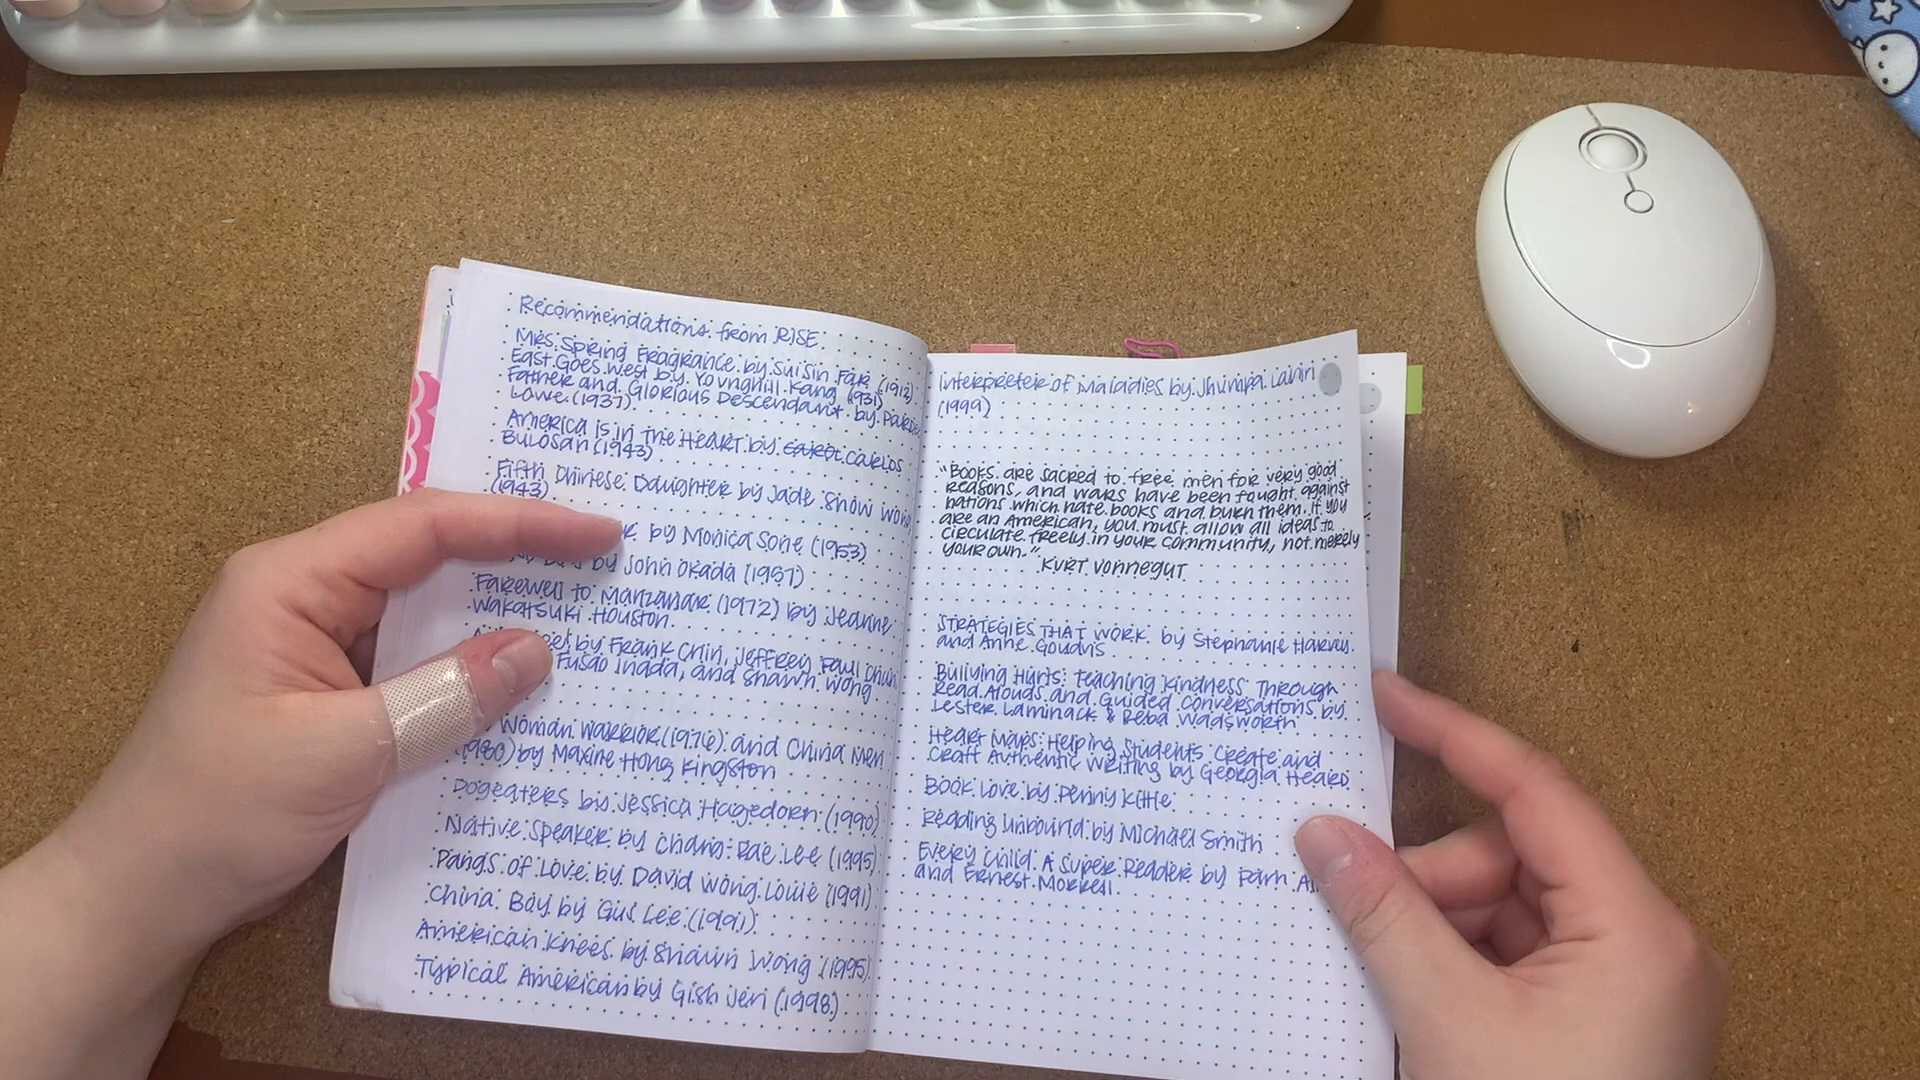 Recommendations from RISE
Mrs. Spring Fragrance by Sui Sin Far (1912)
East Goes West by Younghill Kang (1931)
Father and Glorious Descendant by Pardee
Lowe (1937)
America is in the Heart by Carlos
Bulosan (1943)
Fifth Chinese Daughter by Jade Snow Wong
(1943)
by Monica Sone (1953)
by John Okada (1957)
Farewell to Manzanar (1972) by Jeanne
Wakatsuki Houston
by Frank Chin, Jeffrey Paul Chan
Fusao Inada, and Shawn Wong
Woman Warrior (1976) and China Men
(1980) by Maxine Hong Kingston
Dogeaters by Jessica Hagedorn (1990)
Native Speaker by Chang-Rae Lee (1995)
Pangs of Love by David Wong Louie (1991)
China Boy by Gus Lee (1991)
American Knees by Shawn Wong (1995)
Typical American by Gish Jen (1998)
Interpreter of Maladies by Jhumpa Lahiri
(1999)
"Books are sacred to free men for very good
reasons, and wars have been fought against
nations which hate books and burn them. If you
are an American, you must allow all ideas to
circulate freely in your community, not merely
your own."
Kurt Vonnegut
STRATEGIES THAT WORK by Stephanie Harvey
and Anne Goudvis
Bullying Hurts: Teaching Kindness Through
Read Alouds and Guided Conversations by
Lester Laminack & Reba Wadsworth
Heart Maps: Helping Students Create and
Craft Authentic Writing by Georgia Heard
Book Love by Penny Kittle
Reading Unbound by Michael Smith
Every Child A Super Reader by Pam
and Ernest Morrell